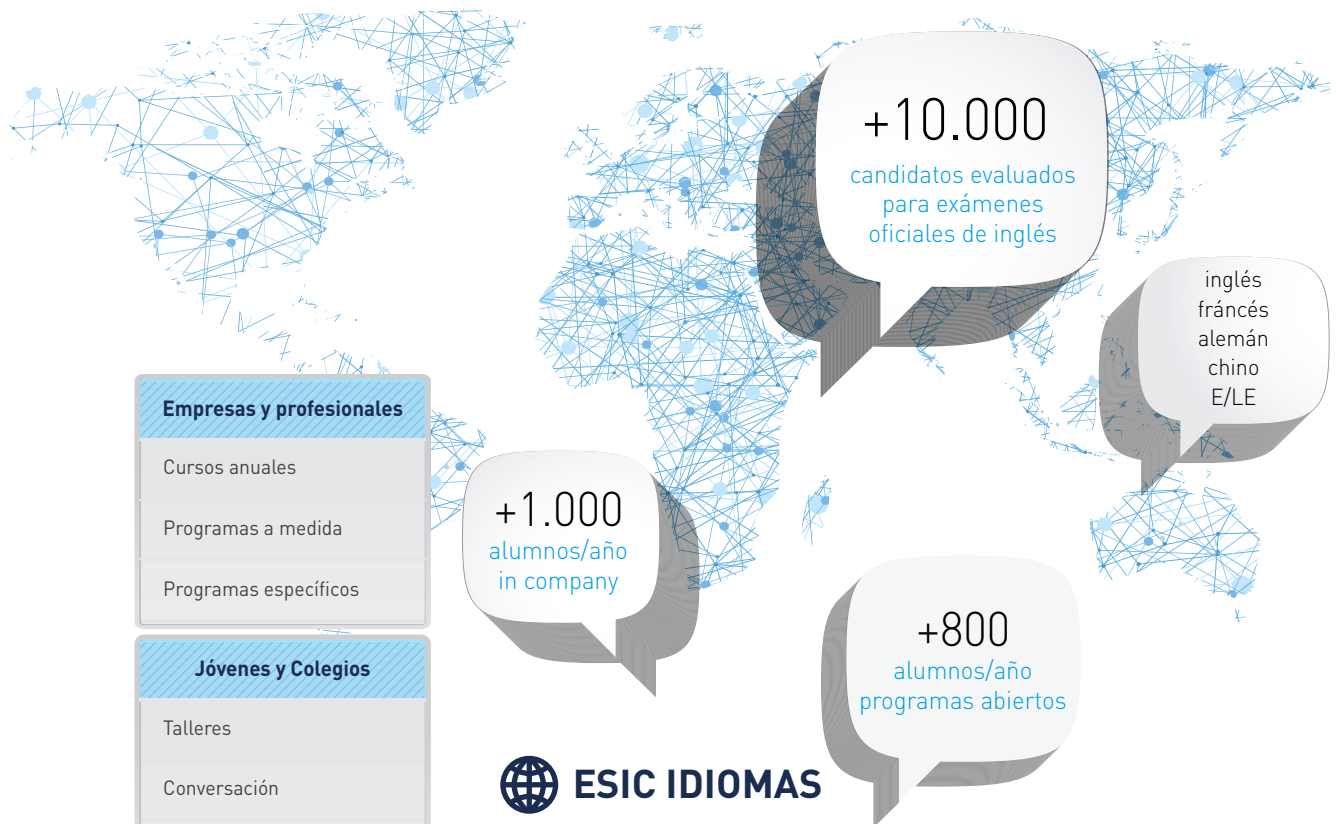 +10.000
candidatos evaluados
para exámenes
oficiales de inglés
inglés
fráncés
alemán
chino
E/LE
Empresas y profesionales
Cursos anuales
Programas a medida
Programas específicos
+1.000
alumnos/año
in company
+800
alumnos/año
programas abiertos
Jóvenes y Colegios
Talleres
Conversación
ESIC IDIOMAS